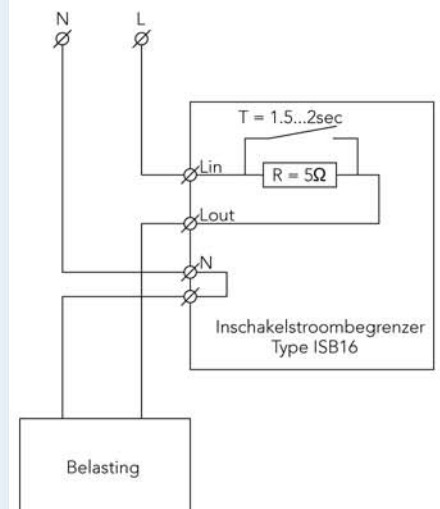 N L
T = 1.5...2sec
Lin
R = 5Ω
Lout
N
Inschakelstroombegrenzer
Type ISB16
Belasting